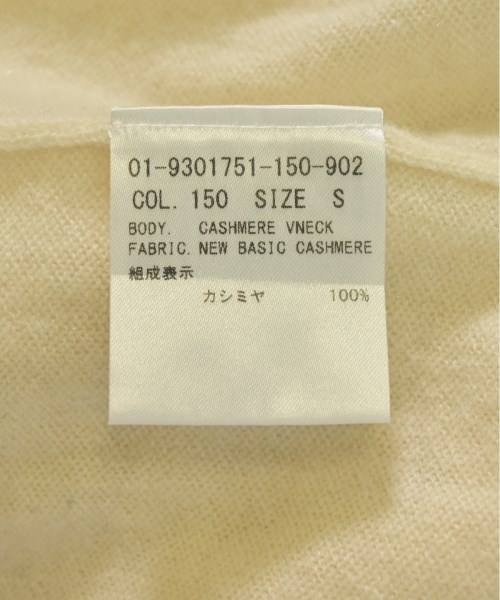 01-9301751-150-902
COL. 150 SIZE S
BODY. CASHMERE VNECK
FABRIC. NEW BASIC CASHMERE
組成表示
カシミヤ 100%